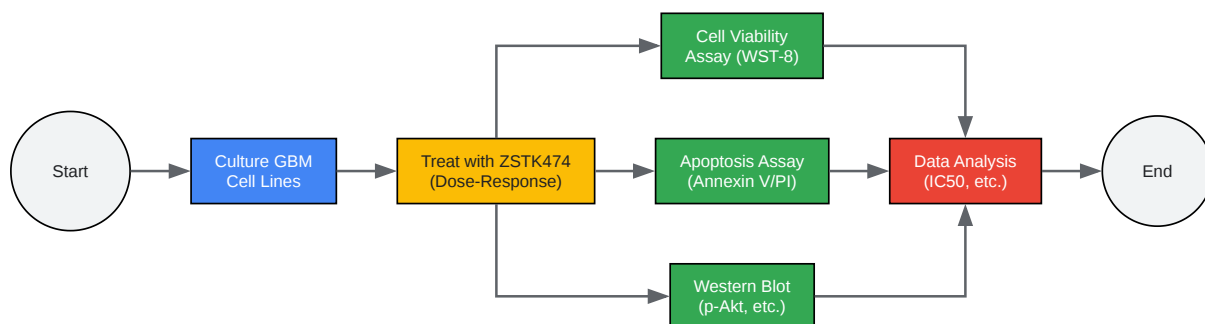 Start
Culture GBM
Cell Lines
Treat with ZSTK474
(Dose-Response)
Cell Viability
Assay (WST-8)
Apoptosis Assay
(Annexin V/PI)
Western Blot
(p-Akt, etc.)
Data Analysis
(IC50, etc.)
End